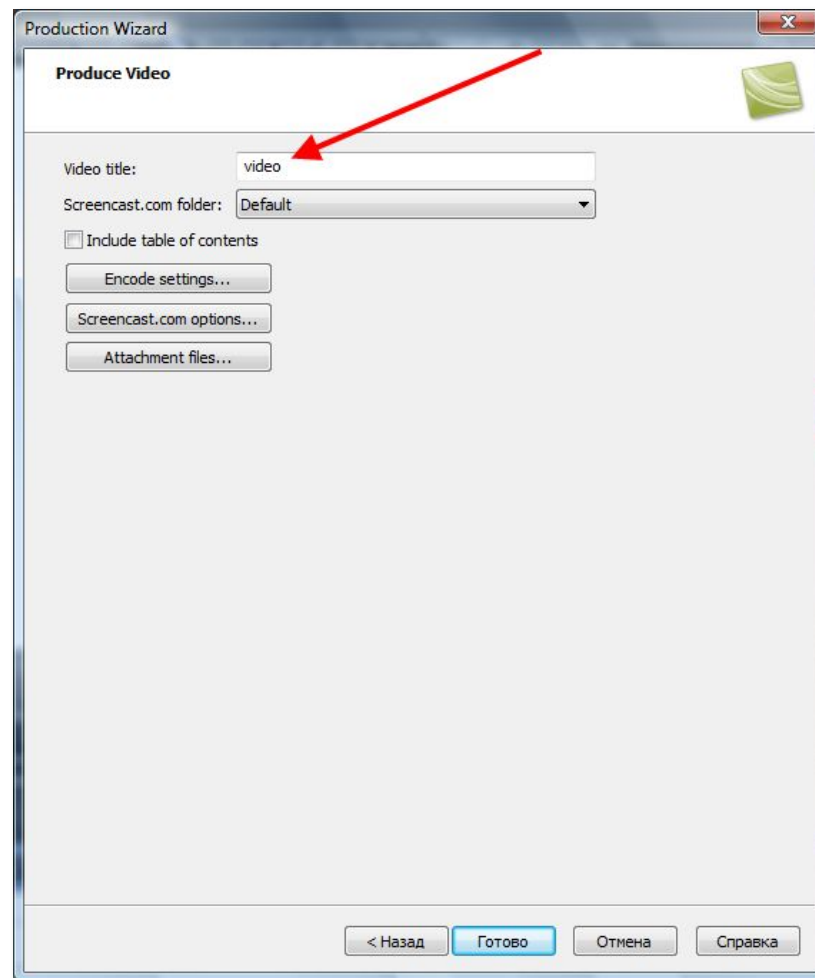 Production Wizard
Produce Video
Video title: video
Screencast.com folder: Default
Include table of contents
Encode settings...
Screencast.com options...
Attachment files...
< Назад Готово Отмена Справка